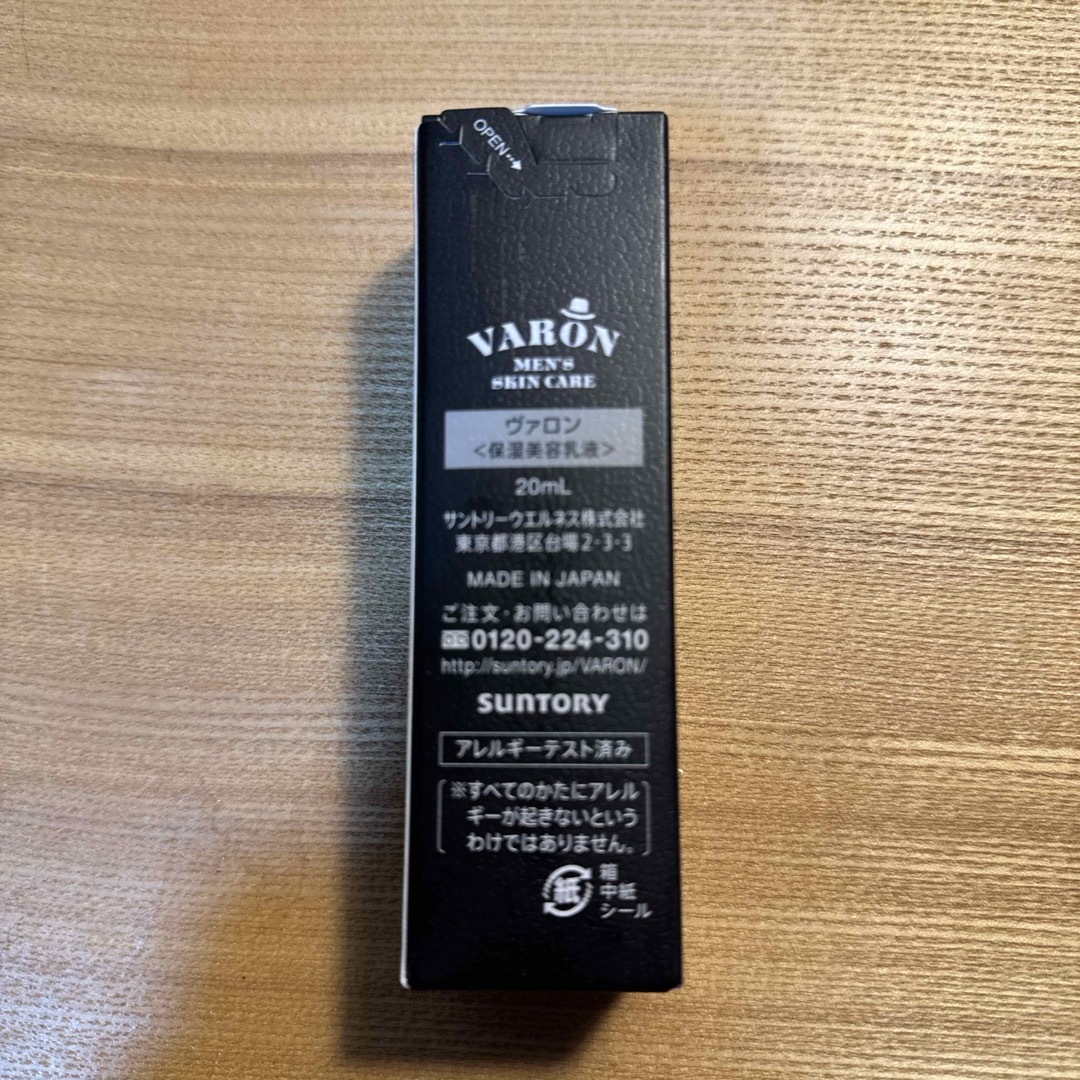 OPEN
VARON
MEN'S
SKIN CARE
ヴァロン
<保湿美容乳液>
20mL
サントリーウエルネス株式会社
東京都港区台場2-3-3
MADE IN JAPAN
ご注文・お問い合わせは
0120-224-310
http://suntory.jp/VARON/
SUNTORY
アレルギーテスト済み
※すべてのかたにアレル
ギーが起きないという
わけではありません。
紙
箱
中紙
シール